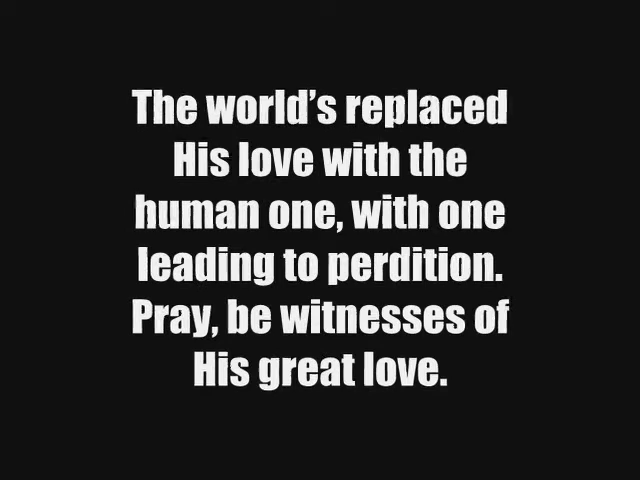 The world’s replaced
His love with the
human one, with one
leading to perdition.
Pray, be witnesses of
His great love.